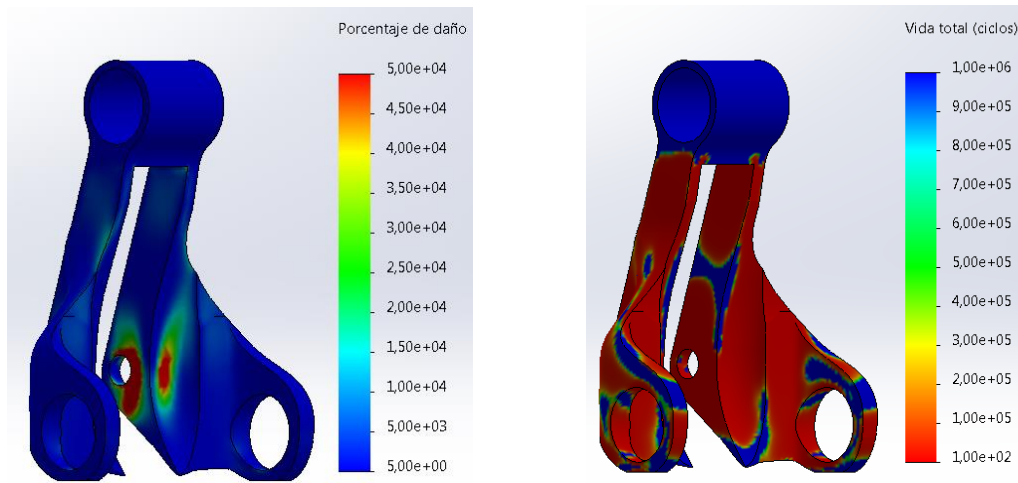 Porcentaje de daño
5,00e+04
4,50e+04
4,00e+04
3,50e+04
3,00e+04
2,50e+04
2,00e+04
1,50e+04
1,00e+04
5,00e+03
5,00e+00
Vida total (ciclos)
1,00e+06
9,00e+05
8,00e+05
7,00e+05
6,00e+05
5,00e+05
4,00e+05
3,00e+05
2,00e+05
1,00e+05
1,00e+02